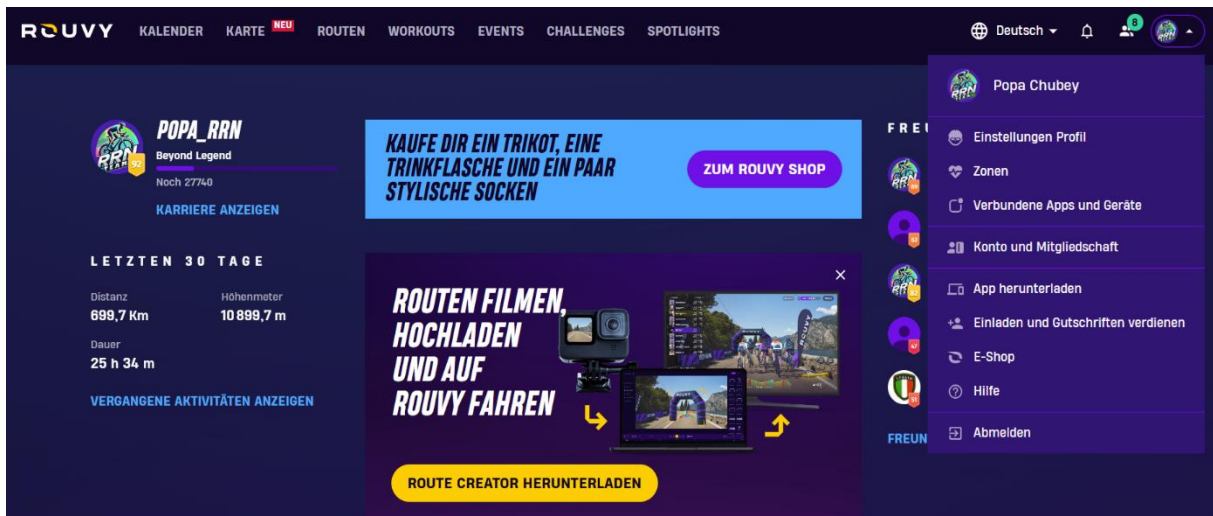 ROUVY
KALENDER
KARTE NEU
ROUTEN
WORKOUTS
EVENTS
CHALLENGES
SPOTLIGHTS
Deutsch
8
POPA_RRN
Beyond Legend
92
Noch 27740
KARRIERE ANZEIGEN
LETZTEN 30 TAGE
Distanz
699,7 Km
Höhenmeter
10 899,7 m
Dauer
25 h 34 m
VERGANGENE AKTIVITÄTEN ANZEIGEN
KAUFE DIR EIN TRIKOT, EINE
TRINKFLASCHE UND EIN PAAR
STYLISCHE SOCKEN
ZUM ROUVY SHOP
ROUTEN FILMEN,
HOCHLADEN
UND AUF
ROUVY FAHREN
ROUTE CREATOR HERUNTERLADEN
FREU
FREUN
Popa Chubey
Einstellungen Profil
Zonen
Verbundene Apps und Geräte
Konto und Mitgliedschaft
App herunterladen
Einladen und Gutschriften verdienen
E-Shop
Hilfe
Abmelden